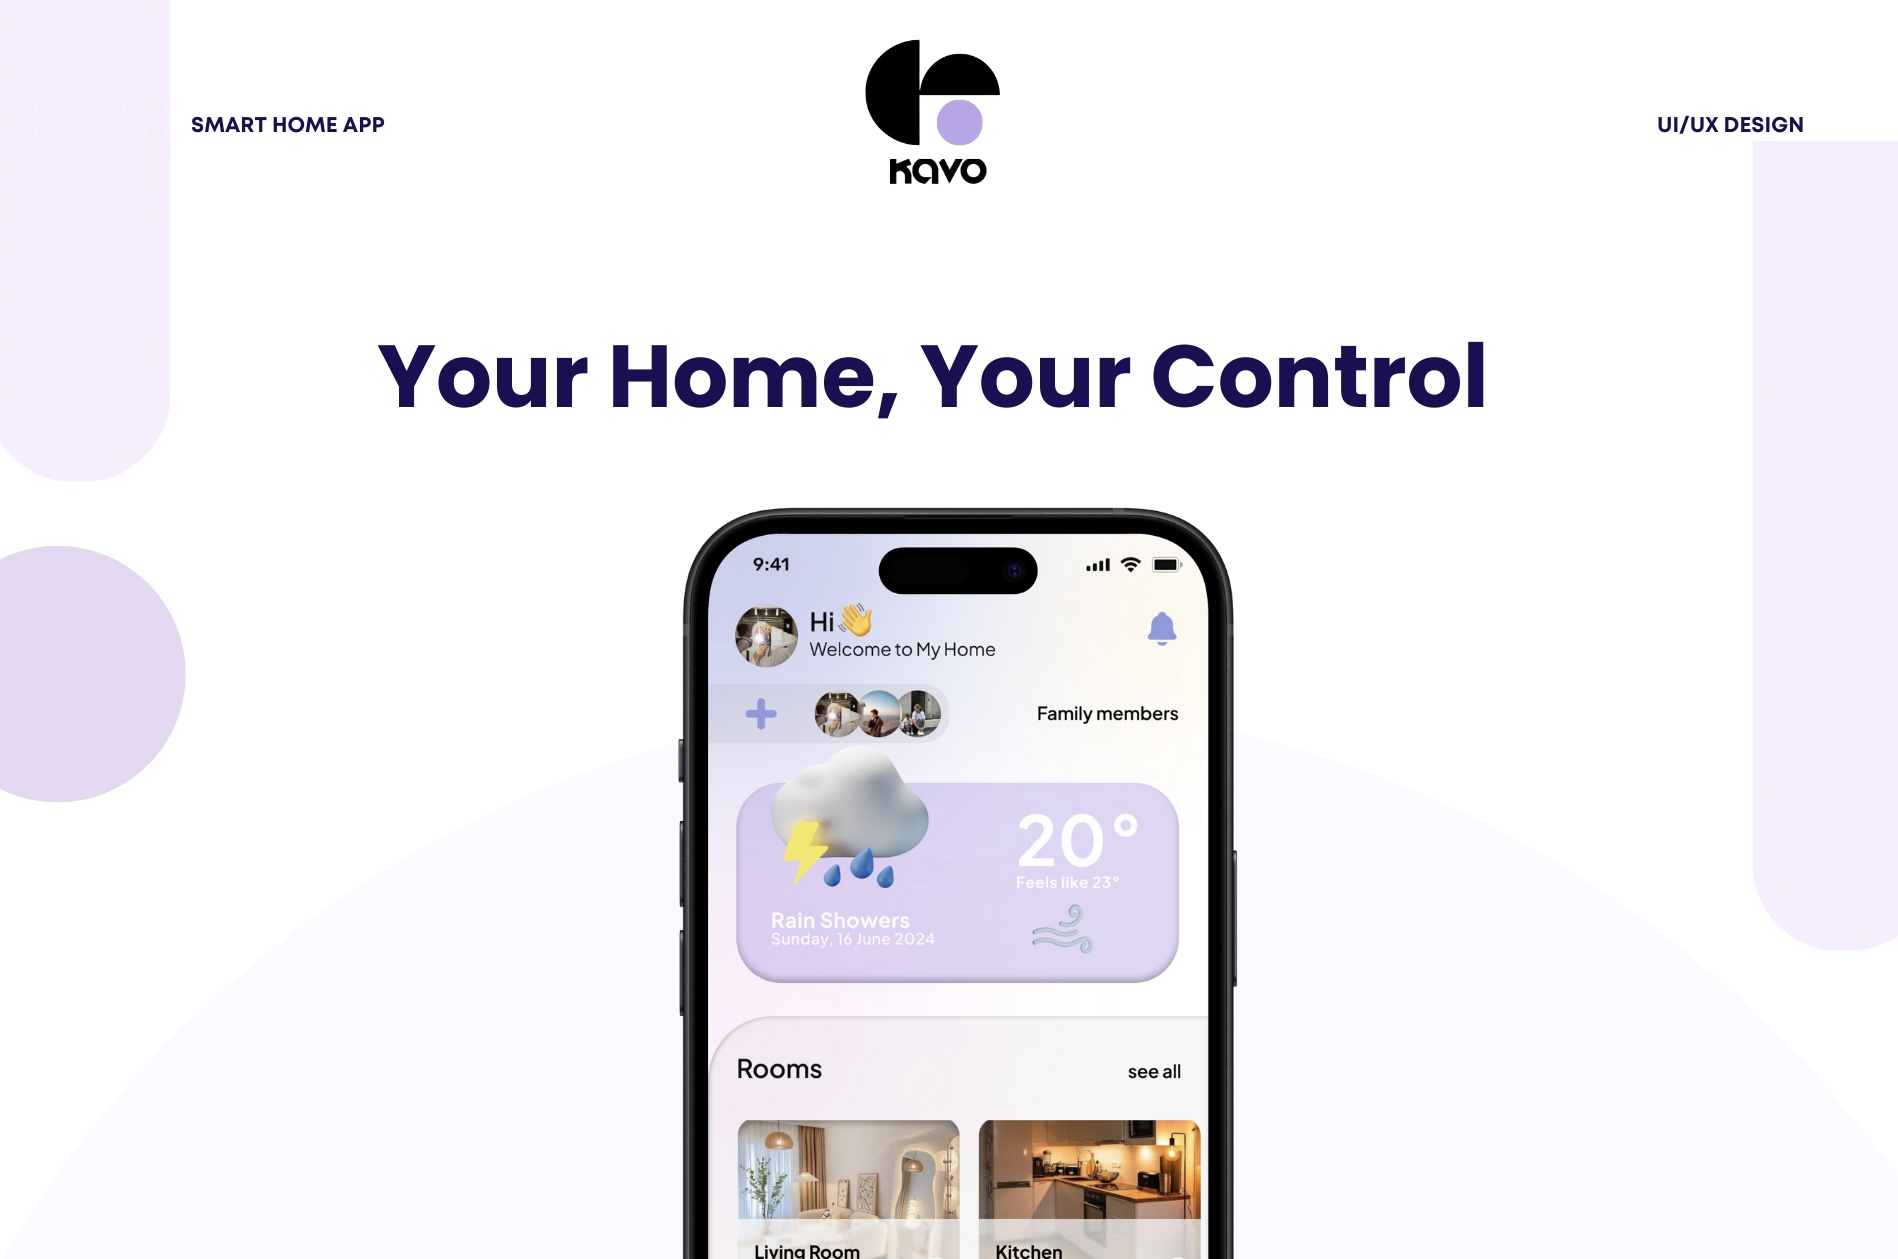 SMART HOME APP
KAVO
UI/UX DESIGN
Your Home, Your Control
9:41
Hi👋
Welcome to My Home
Family members
20°
Feels like 23°
Rain Showers
Sunday, 16 June 2024
Rooms
see all
Living Room
Kitchen